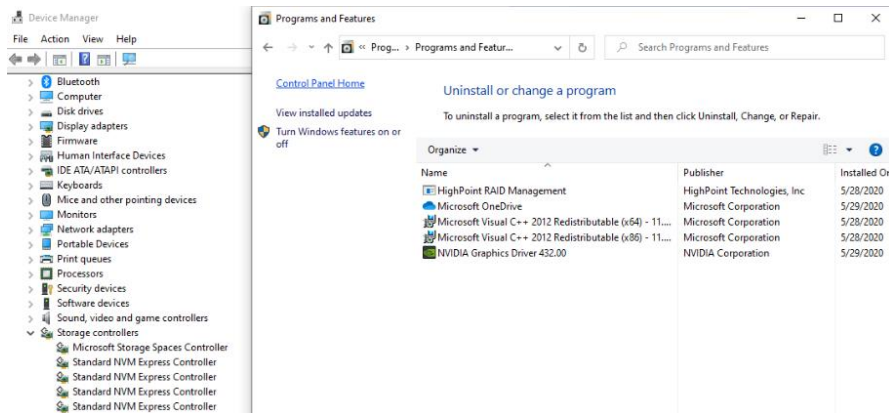 Device Manager
File Action View Help
Bluetooth
Computer
Disk drives
Display adapters
Firmware
Human Interface Devices
IDE ATA/ATAPI controllers
Keyboards
Mice and other pointing devices
Monitors
Network adapters
Portable Devices
Print queues
Processors
Security devices
Software devices
Sound, video and game controllers
Storage controllers
Microsoft Storage Spaces Controller
Standard NVM Express Controller
Standard NVM Express Controller
Standard NVM Express Controller
Standard NVM Express Controller
Programs and Features
« Prog... > Programs and Featur...
Search Programs and Features
Control Panel Home
View installed updates
Turn Windows features on or
off
Uninstall or change a program
To uninstall a program, select it from the list and then click Uninstall, Change, or Repair.
Organize
Name Publisher Installed Or
HighPoint RAID Management HighPoint Technologies, Inc 5/28/2020
Microsoft OneDrive Microsoft Corporation 5/29/2020
Microsoft Visual C++ 2012 Redistributable (x64) - 11.... Microsoft Corporation 5/28/2020
Microsoft Visual C++ 2012 Redistributable (x86) - 11.... Microsoft Corporation 5/28/2020
NVIDIA Graphics Driver 432.00 NVIDIA Corporation 5/29/2020